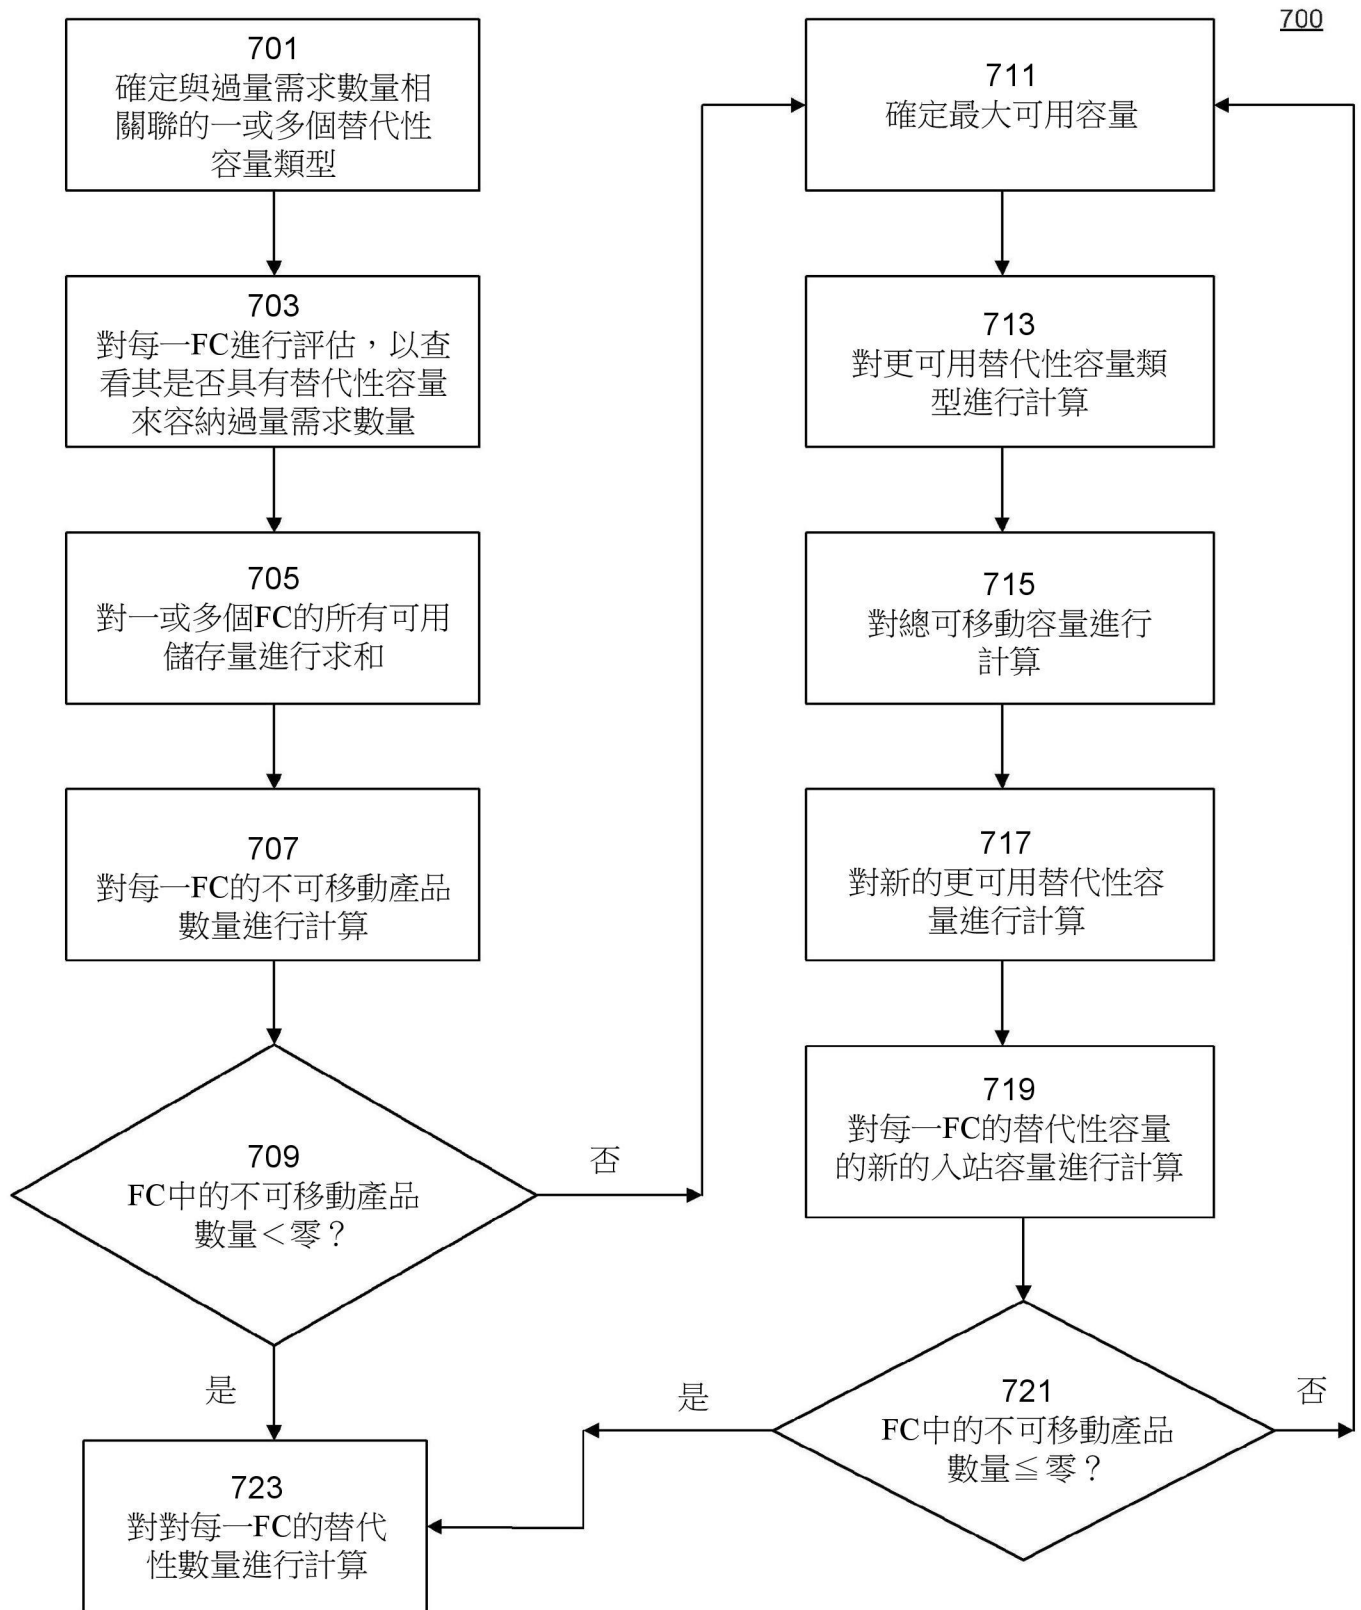 700
701
確定與過量需求數量相
關聯的一或多個替代性
容量類型
703
對每一FC進行評估，以查
看其是否具有替代性容量
來容納過量需求數量
705
對一或多個FC的所有可用
儲存量進行求和
707
對每一FC的不可移動產品
數量進行計算
709
FC中的不可移動產品
數量＜零？
否
是
711
確定最大可用容量
713
對更可用替代性容量類
型進行計算
715
對總可移動容量進行
計算
717
對新的更可用替代性容
量進行計算
719
對每一FC的替代性容量
的新的入站容量進行計算
721
FC中的不可移動產品
數量≦零？
是
否
723
對對每一FC的替代
性數量進行計算